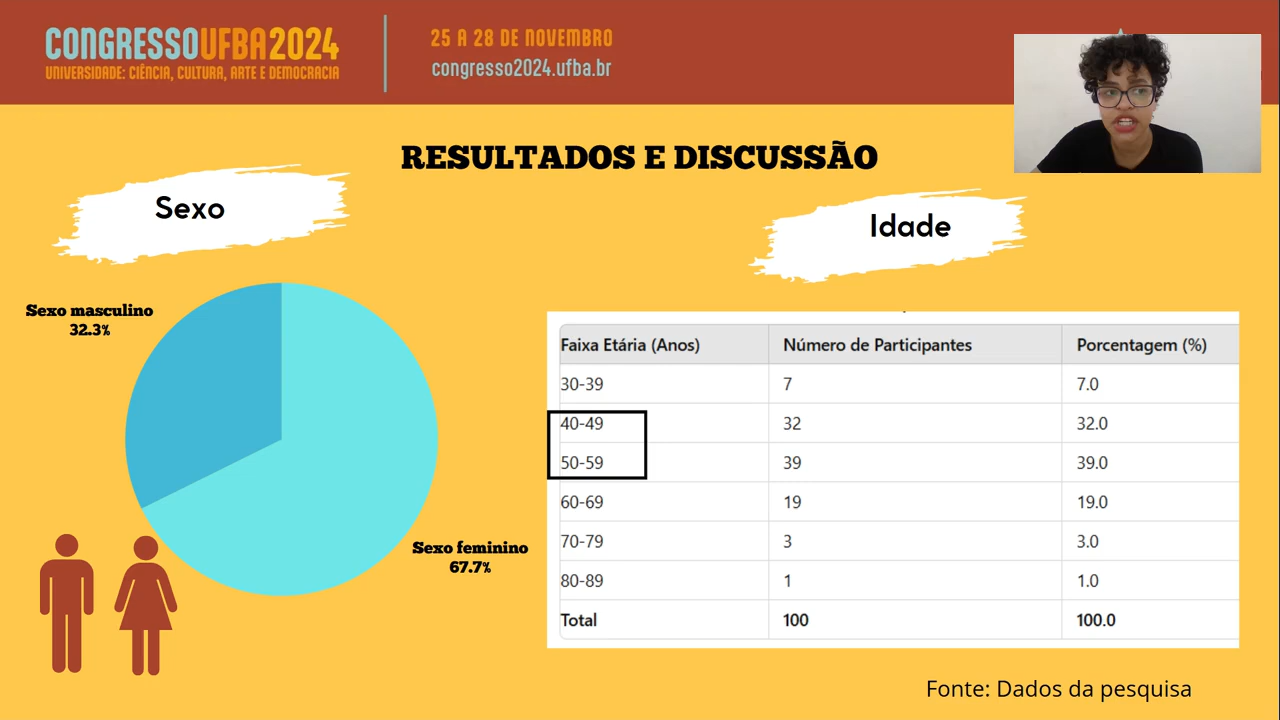 CONGRESSOUFBA2024
UNIVERSIDADE: CIÊNCIA, CULTURA, ARTE E DEMOCRACIA
25 A 28 DE NOVEMBRO
congresso2024.ufba.br
RESULTADOS E DISCUSSÃO
Sexo
Idade
Sexo masculino
32.3%
Sexo feminino
67.7%
Faixa Etária (Anos) Número de Participantes Porcentagem (%)
30-39 7 7.0
40-49 32 32.0
50-59 39 39.0
60-69 19 19.0
70-79 3 3.0
80-89 1 1.0
Total 100 100.0
Fonte: Dados da pesquisa